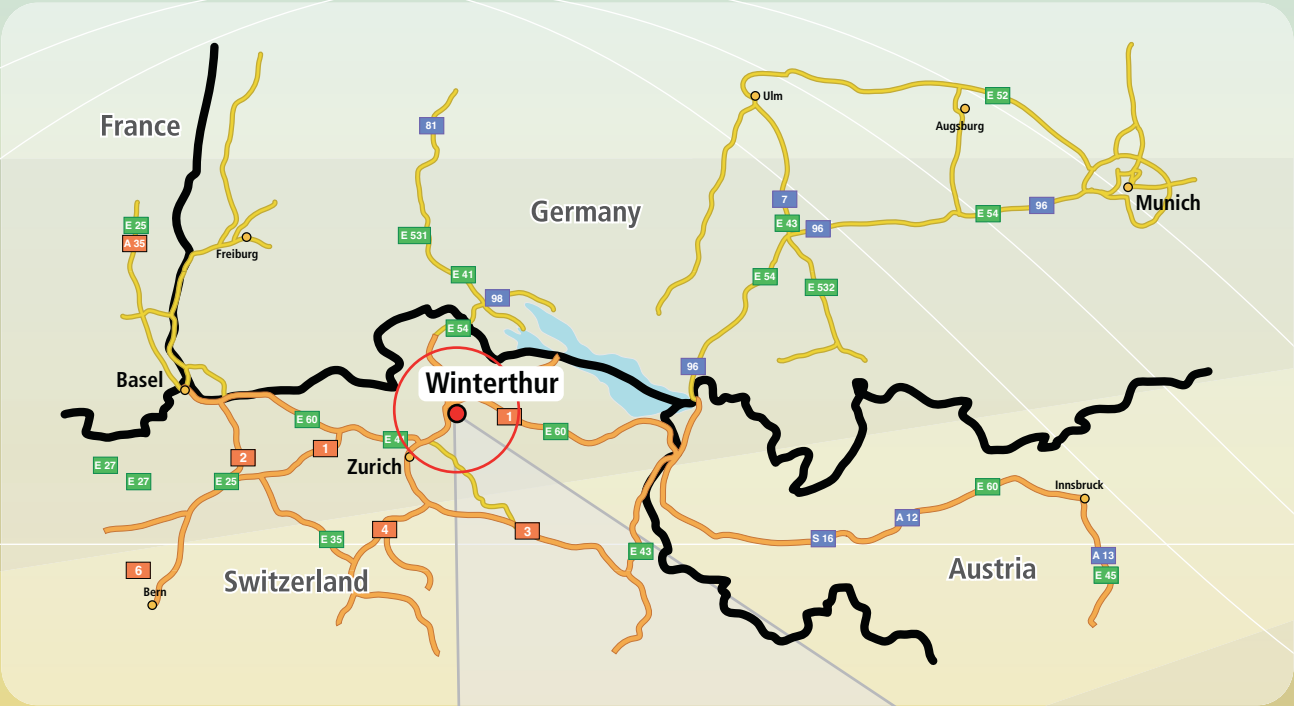 E 52
Ulm
France
81
Augsburg
7
Munich
96
E 54
Germany
E 43
96
E 25
A 35
E 531
Freiburg
E 41
E 54
E 532
98
E 54
96
Basel
Winterthur
1
E 60
E 60
E 41
1
2
Zurich
E 27
E 27
E 25
Innsbruck
E 60
A 12
4
3
E 35
S 16
E 43
A 13
E 45
6
Switzerland
Austria
Bern